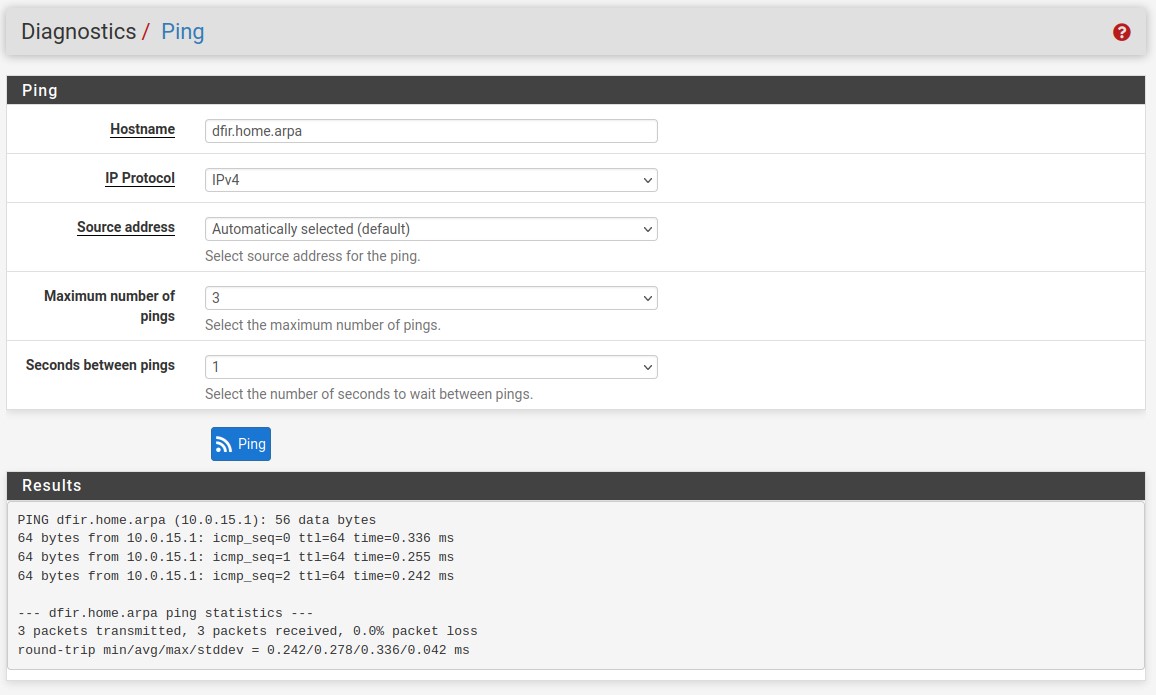 Diagnostics / Ping
Ping
Hostname
dfir.home.arpa
IP Protocol
IPv4
Source address
Automatically selected (default)
Select source address for the ping.
Maximum number of
pings
3
Select the maximum number of pings.
Seconds between pings
1
Select the number of seconds to wait between pings.
Ping
Results
PING dfir.home.arpa (10.0.15.1): 56 data bytes
64 bytes from 10.0.15.1: icmp_seq=0 ttl=64 time=0.336 ms
64 bytes from 10.0.15.1: icmp_seq=1 ttl=64 time=0.255 ms
64 bytes from 10.0.15.1: icmp_seq=2 ttl=64 time=0.242 ms
--- dfir.home.arpa ping statistics ---
3 packets transmitted, 3 packets received, 0.0% packet loss
round-trip min/avg/max/stddev = 0.242/0.278/0.336/0.042 ms